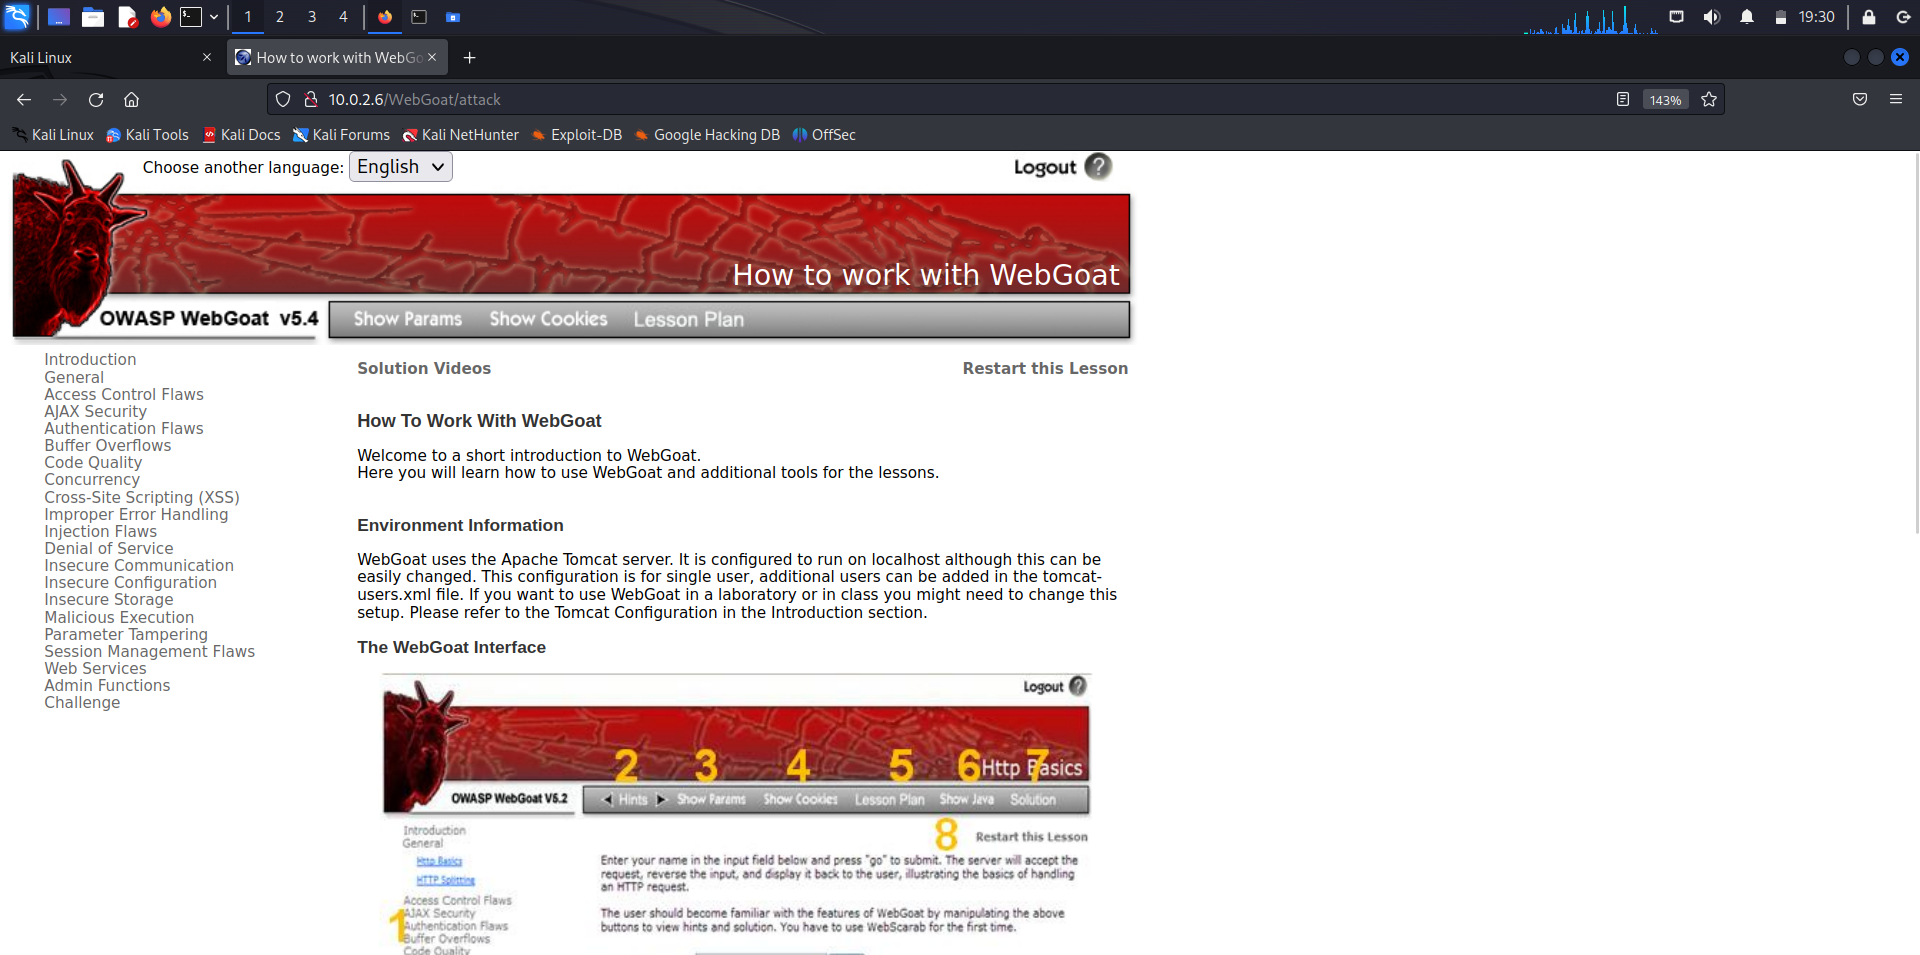 1 2 3 4 19:30
Kali Linux
How to work with WebGo
10.0.2.6/WebGoat/attack
143%
Kali Linux Kali Tools Kali Docs Kali Forums Kali NetHunter Exploit-DB Google Hacking DB OffSec
Choose another language: English
Logout ?
How to work with WebGoat
OWASP WebGoat v5.4
Show Params Show Cookies Lesson Plan
Introduction
General
Access Control Flaws
AJAX Security
Authentication Flaws
Buffer Overflows
Code Quality
Concurrency
Cross-Site Scripting (XSS)
Improper Error Handling
Injection Flaws
Denial of Service
Insecure Communication
Insecure Configuration
Insecure Storage
Malicious Execution
Parameter Tampering
Session Management Flaws
Web Services
Admin Functions
Challenge
Solution Videos
Restart this Lesson
How To Work With WebGoat
Welcome to a short introduction to WebGoat.
Here you will learn how to use WebGoat and additional tools for the lessons.
Environment Information
WebGoat uses the Apache Tomcat server. It is configured to run on localhost although this can be
easily changed. This configuration is for single user, additional users can be added in the tomcat-
users.xml file. If you want to use WebGoat in a laboratory or in class you might need to change this
setup. Please refer to the Tomcat Configuration in the Introduction section.
The WebGoat Interface
Logout ?
2 3 4 5 6 7
Http Basics
OWASP WebGoat V5.2
Hints Show Params Show Cookies Lesson Plan Show Java Solution
8
Restart this Lesson
Introduction
General
Http Basics
HTTP Splitting
Access Control Flaws
AJAX Security
1
Authentication Flaws
Buffer Overflows
Code Quality
Enter your name in the input field below and press "go" to submit. The server will accept the
request, reverse the input, and display it back to the user, illustrating the basics of handling
an HTTP request.
The user should become familiar with the features of WebGoat by manipulating the above
buttons to view hints and solution. You have to use WebScarab for the first time.